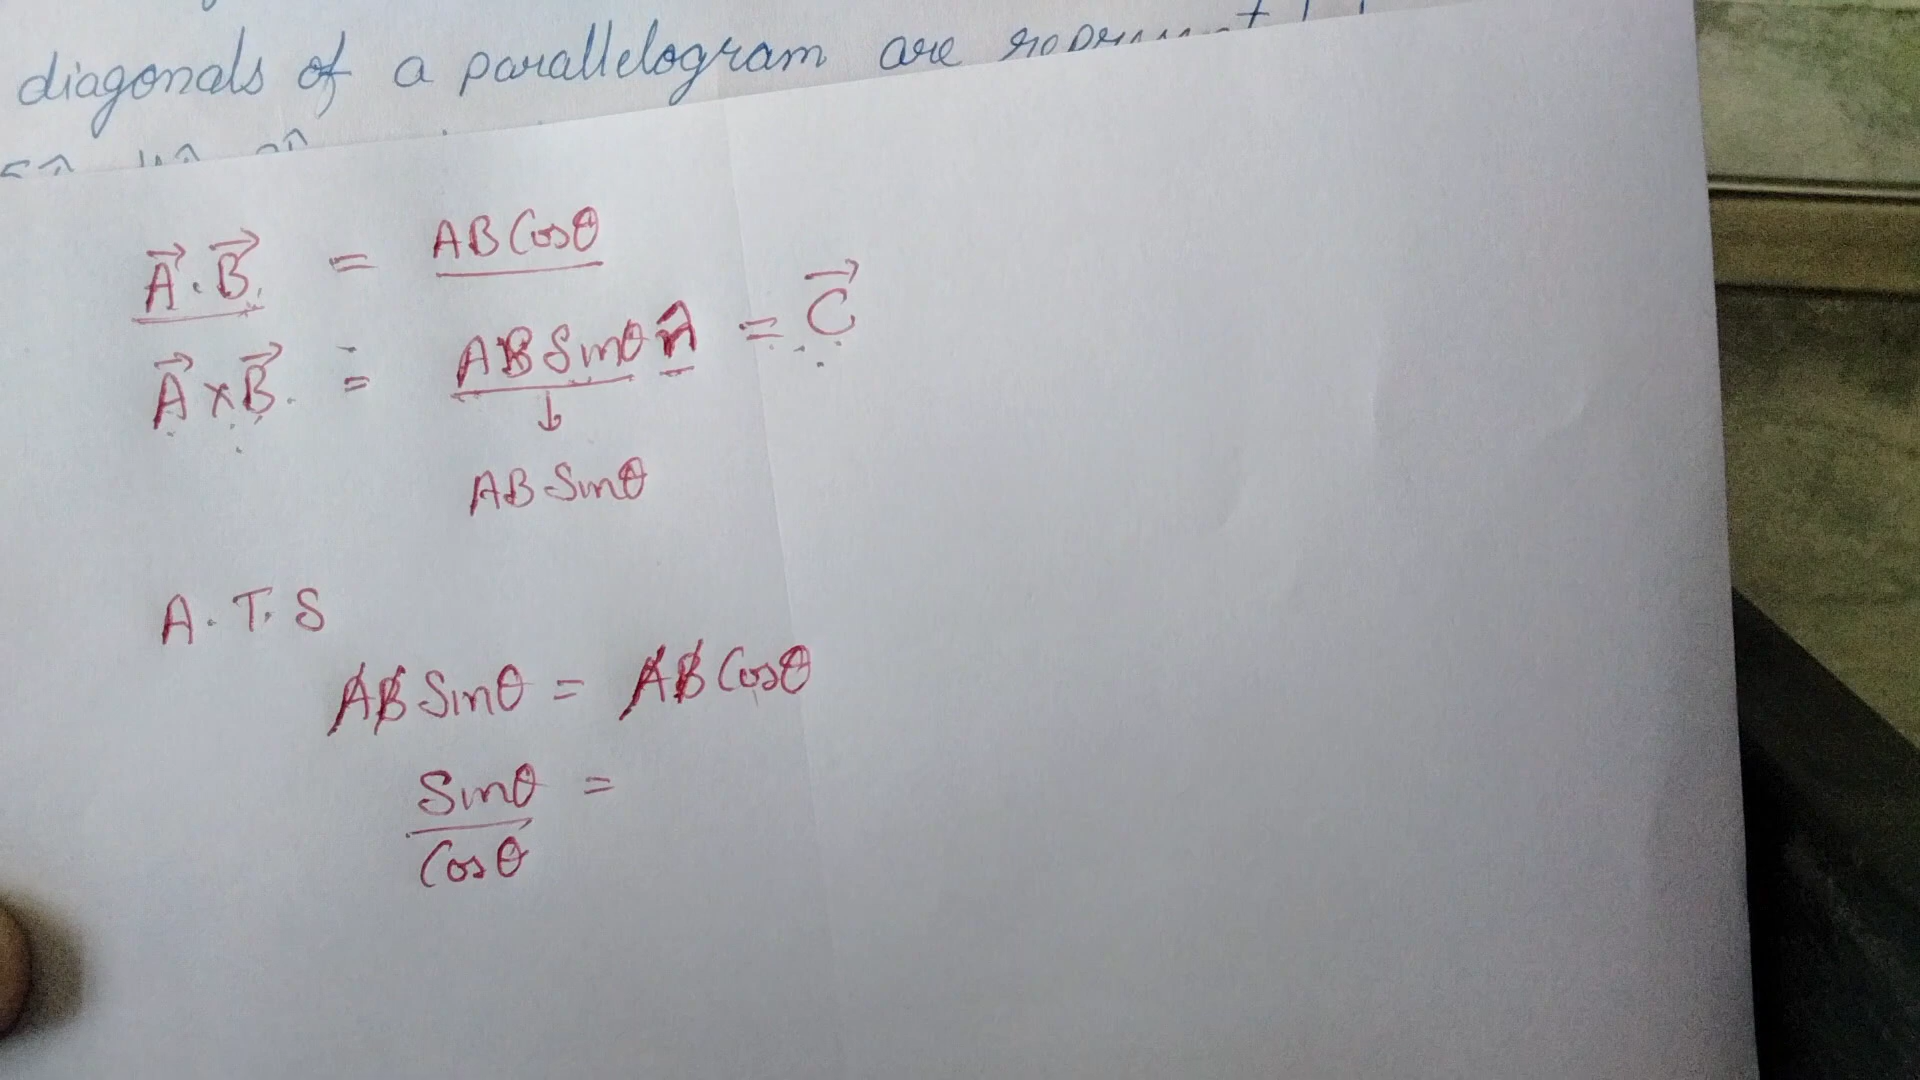 diagonals of a parallelogram are
A⃗ . B⃗ = AB Cosθ
A⃗ × B⃗ = AB Sinθ n̂ = C⃗
↓
AB Sinθ
A. T. S
AB Sinθ = AB Cosθ
Sinθ =
Cosθ